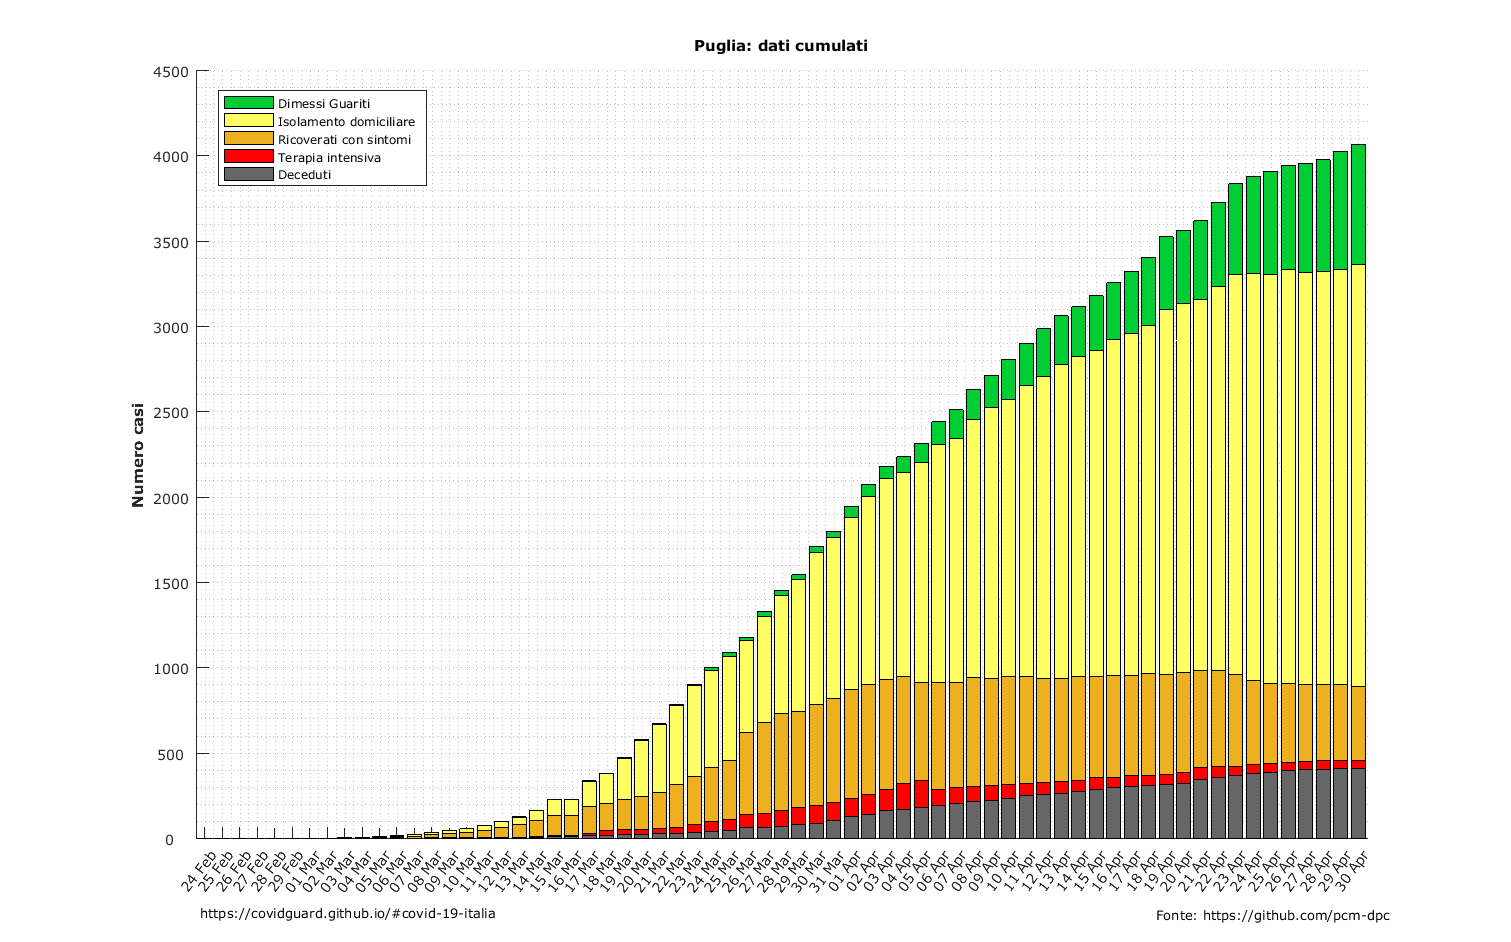 Puglia: dati cumulati
4500
4000
3500
3000
2500
2000
1500
1000
500
0
Numero casi
Dimessi Guariti
Isolamento domiciliare
Ricoverati con sintomi
Terapia intensiva
Deceduti
24 Feb
25 Feb
26 Feb
27 Feb
28 Feb
29 Feb
01 Mar
02 Mar
03 Mar
04 Mar
05 Mar
06 Mar
07 Mar
08 Mar
09 Mar
10 Mar
11 Mar
12 Mar
13 Mar
14 Mar
15 Mar
16 Mar
17 Mar
18 Mar
19 Mar
20 Mar
21 Mar
22 Mar
23 Mar
24 Mar
25 Mar
26 Mar
27 Mar
28 Mar
29 Mar
30 Mar
31 Mar
01 Apr
02 Apr
03 Apr
04 Apr
05 Apr
06 Apr
07 Apr
08 Apr
09 Apr
10 Apr
11 Apr
12 Apr
13 Apr
14 Apr
15 Apr
16 Apr
17 Apr
18 Apr
19 Apr
20 Apr
21 Apr
22 Apr
23 Apr
24 Apr
25 Apr
26 Apr
27 Apr
28 Apr
29 Apr
30 Apr
https://covidguard.github.io/#covid-19-italia
Fonte: https://github.com/pcm-dpc